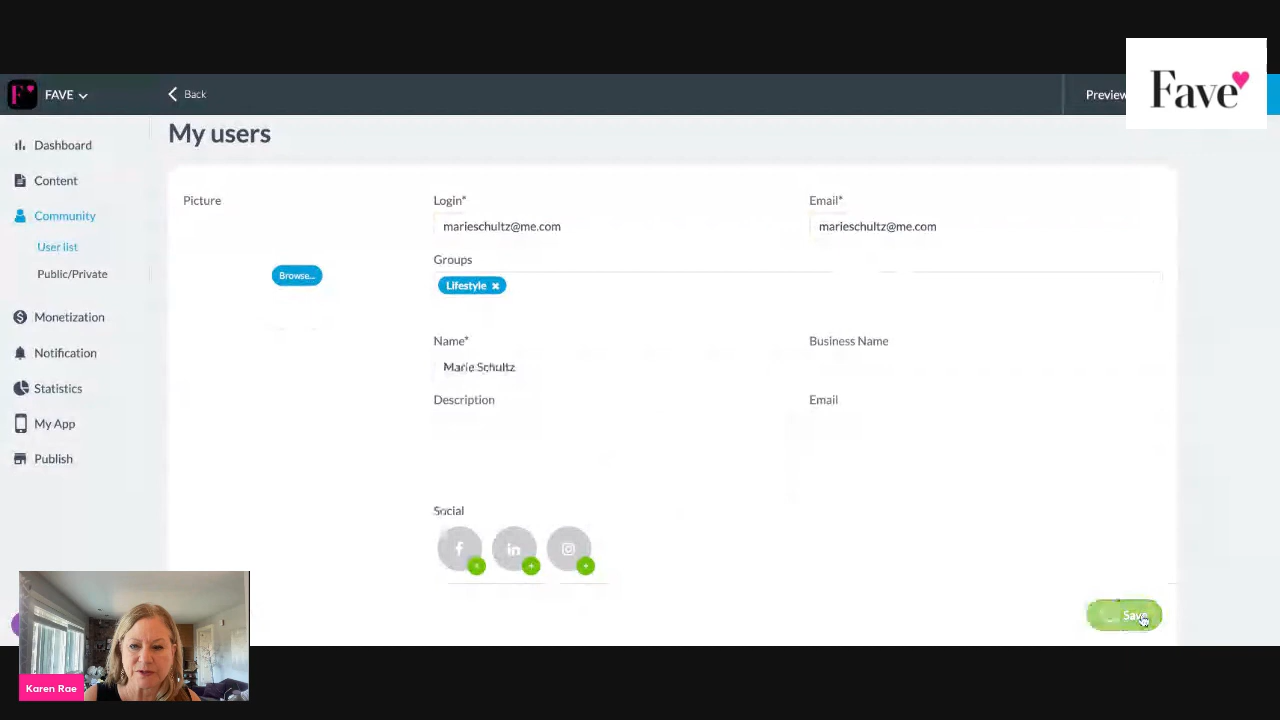 Fave
FAVE
Back
Preview
Dashboard
Content
Community
User list
Public/Private
Monetization
Notification
Statistics
My App
Publish
My users
Picture
Browse...
Login*
marieschultz@me.com
Email*
marieschultz@me.com
Groups
Lifestyle
Name*
Marie Schultz
Business Name
Description
Email
Social
Save
Karen Rae